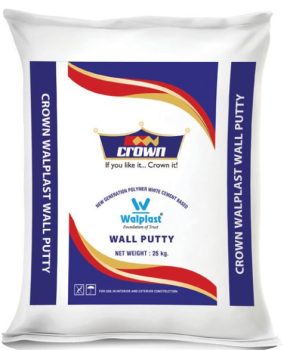 CROWN WALPLAST WALL PUTTY
CROWN
If you like it... Crown it!
NEW GENERATION POLYMER WHITE CEMENT BASED
Walplast®
Foundation of Trust
WALL PUTTY
NET WEIGHT : 25 kg.
FOR USE IN INTERIOR AND EXTERIOR CONSTRUCTION
CROWN WALPLAST WALL PUTTY